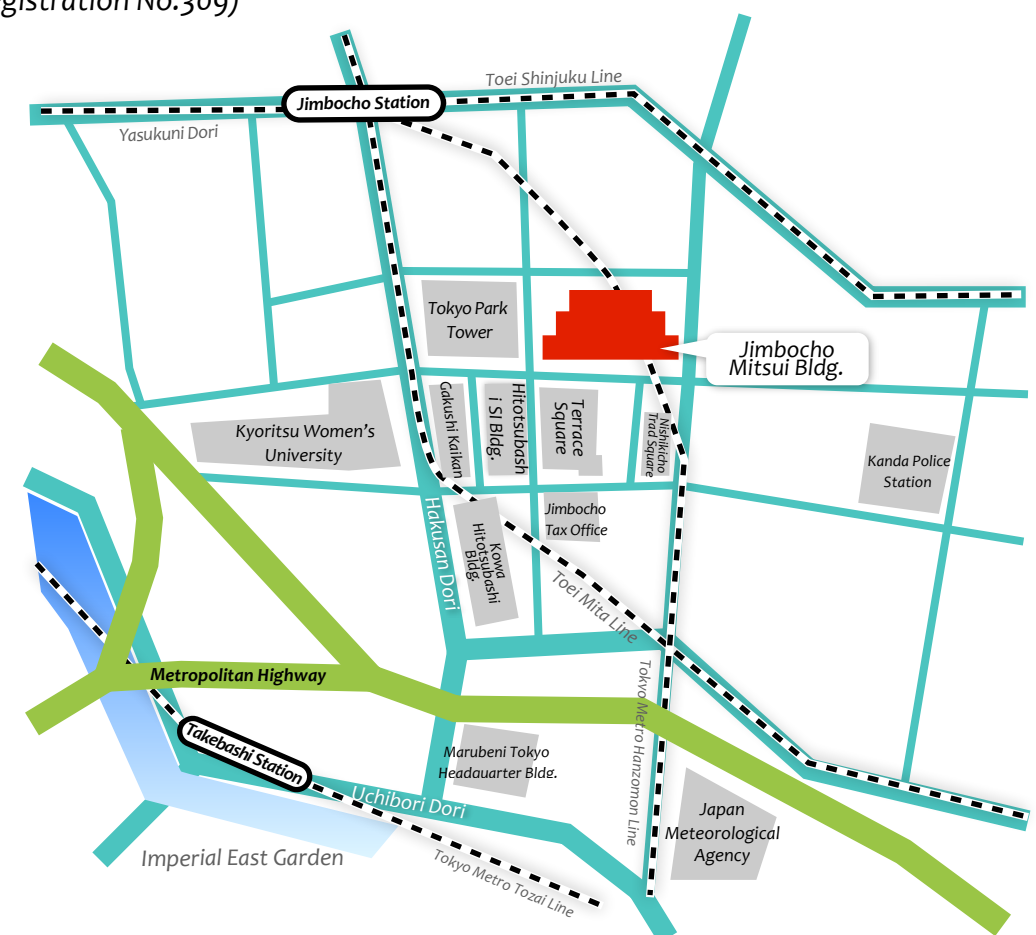 gistration No.309)
Toei Shinjuku Line
Jimbocho Station
Yasukuni Dori
Tokyo Park
Tower
Jimbocho
Mitsui Bldg.
Gakushi Kaikan
Hitotsubash
i SI Bldg.
Terrace
Square
Nishikicho
Trad Square
Kyoritsu Women's
University
Kanda Police
Station
Hakusan Dori
Jimbocho
Tax Office
Kowa
Hitotsubashi
Bldg.
Toei Mita Line
Metropolitan Highway
Tokyo Metro Hanzomon Line
Takebashi Station
Marubeni Tokyo
Headauarter Bldg.
Uchibori Dori
Japan
Meteorological
Agency
Imperial East Garden
Tokyo Metro Tozai Line